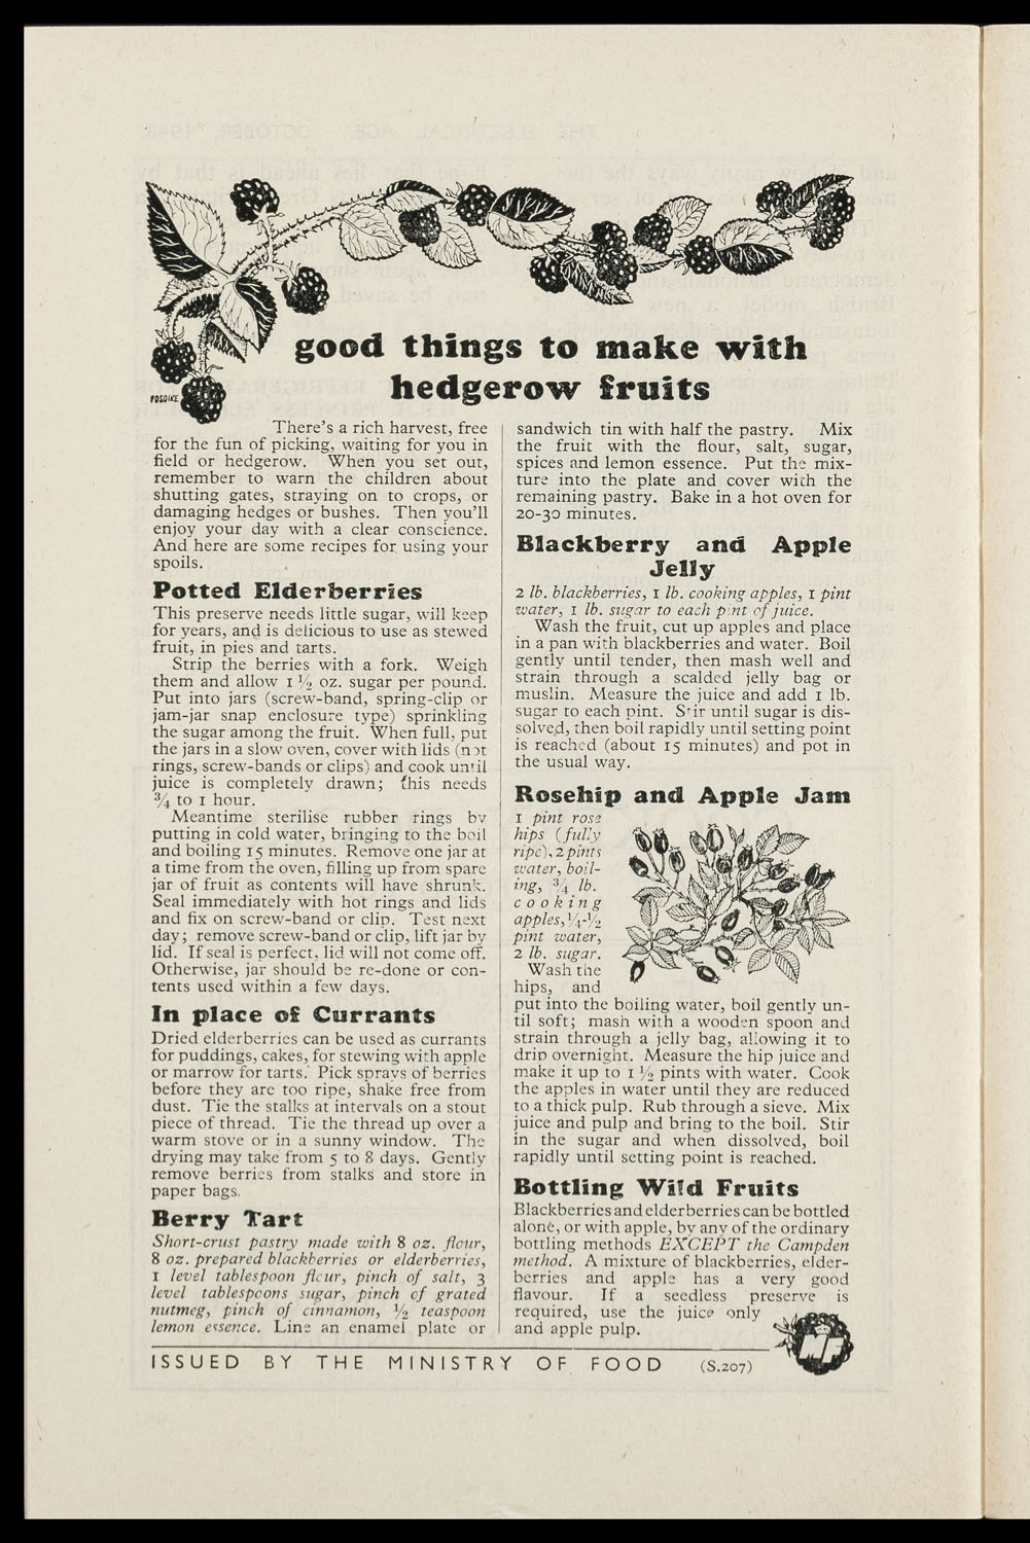 good things to make with
hedgerow fruits
FOSDIKE
There's a rich harvest, free
for the fun of picking, waiting for you in
field or hedgerow. When you set out,
remember to warn the children about
shutting gates, straying on to crops, or
damaging hedges or bushes. Then you'll
enjoy your day with a clear conscience.
And here are some recipes for using your
spoils.
Potted Elderberries
This preserve needs little sugar, will keep
for years, and is delicious to use as stewed
fruit, in pies and tarts.
Strip the berries with a fork. Weigh
them and allow 1½ oz. sugar per pound.
Put into jars (screw-band, spring-clip or
jam-jar snap enclosure type) sprinkling
the sugar among the fruit. When full, put
the jars in a slow oven, cover with lids (not
rings, screw-bands or clips) and cook until
juice is completely drawn; this needs
¾ to 1 hour.
Meantime sterilise rubber rings by
putting in cold water, bringing to the boil
and boiling 15 minutes. Remove one jar at
a time from the oven, filling up from spare
jar of fruit as contents will have shrunk.
Seal immediately with hot rings and lids
and fix on screw-band or clip. Test next
day; remove screw-band or clip, lift jar by
lid. If seal is perfect, lid will not come off.
Otherwise, jar should be re-done or con-
tents used within a few days.
In place of Currants
Dried elderberries can be used as currants
for puddings, cakes, for stewing with apple
or marrow for tarts. Pick sprays of berries
before they are too ripe, shake free from
dust. Tie the stalks at intervals on a stout
piece of thread. Tie the thread up over a
warm stove or in a sunny window. The
drying may take from 5 to 8 days. Gently
remove berries from stalks and store in
paper bags.
Berry Tart
Short-crust pastry made with 8 oz. flour,
8 oz. prepared blackberries or elderberries,
1 level tablespoon flour, pinch of salt, 3
level tablespoons sugar, pinch of grated
nutmeg, pinch of cinnamon, ½ teaspoon
lemon essence. Line an enamel plate or
sandwich tin with half the pastry. Mix
the fruit with the flour, salt, sugar,
spices and lemon essence. Put the mix-
ture into the plate and cover with the
remaining pastry. Bake in a hot oven for
20-30 minutes.
Blackberry and Apple
Jelly
2 lb. blackberries, 1 lb. cooking apples, 1 pint
water, 1 lb. sugar to each pint of juice.
Wash the fruit, cut up apples and place
in a pan with blackberries and water. Boil
gently until tender, then mash well and
strain through a scalded jelly bag or
muslin. Measure the juice and add 1 lb.
sugar to each pint. Stir until sugar is dis-
solved, then boil rapidly until setting point
is reached (about 15 minutes) and pot in
the usual way.
Rosehip and Apple Jam
1 pint rose
hips (fully
ripe), 2 pints
water, boil-
ing, ¾ lb.
cooking
apples, ¼-½
pint water,
2 lb. sugar.
Wash the
hips, and
put into the boiling water, boil gently un-
til soft; mash with a wooden spoon and
strain through a jelly bag, allowing it to
drip overnight. Measure the hip juice and
make it up to 1½ pints with water. Cook
the apples in water until they are reduced
to a thick pulp. Rub through a sieve. Mix
juice and pulp and bring to the boil. Stir
in the sugar and when dissolved, boil
rapidly until setting point is reached.
Bottling Wild Fruits
Blackberries and elderberries can be bottled
alone, or with apple, by any of the ordinary
bottling methods EXCEPT the Campden
method. A mixture of blackberries, elder-
berries and apple has a very good
flavour. If a seedless preserve is
required, use the juice only
and apple pulp.
ISSUED BY THE MINISTRY OF FOOD (S.207)
MF